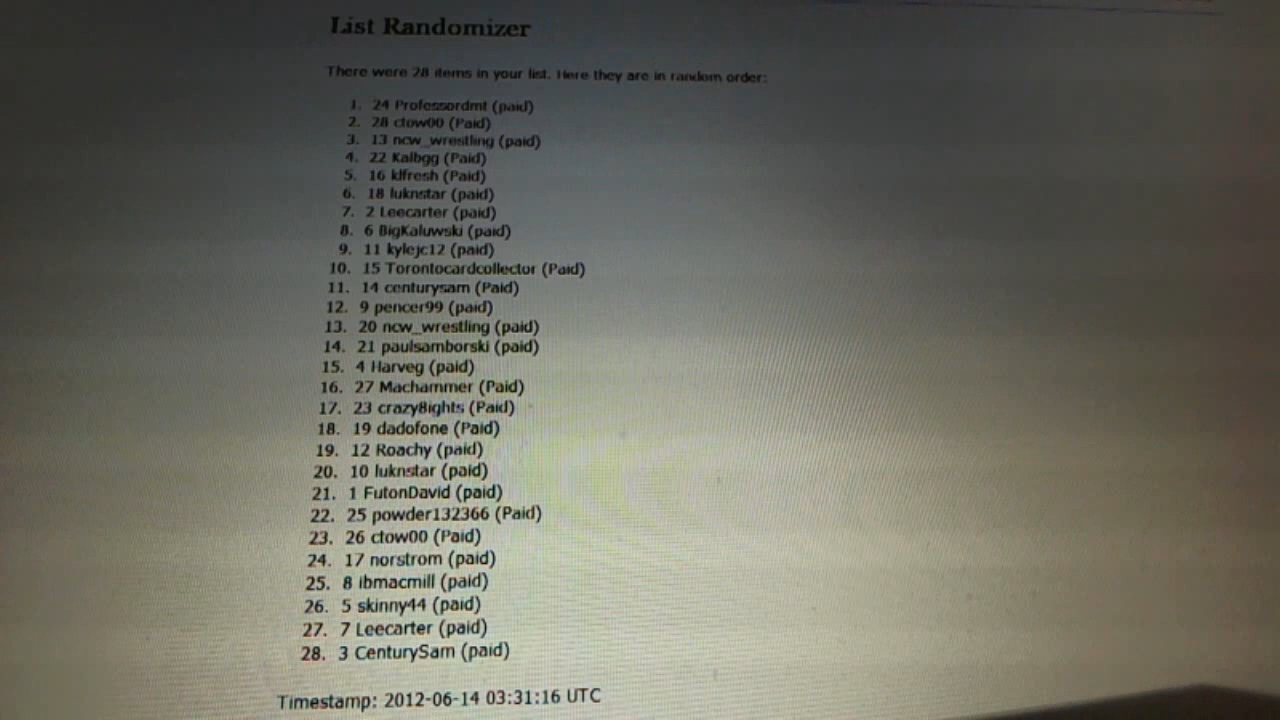 List Randomizer
There were 28 items in your list. Here they are in random order:
1. 24 Professordmt (paid)
2. 28 ctow00 (Paid)
3. 13 ncw_wrestling (paid)
4. 22 Kalbgg (Paid)
5. 16 klfresh (Paid)
6. 18 luknstar (paid)
7. 2 Leecarter (paid)
8. 6 BigKaluwski (paid)
9. 11 kylejc12 (paid)
10. 15 Torontocardcollector (Paid)
11. 14 centurysam (Paid)
12. 9 pencer99 (paid)
13. 20 ncw_wrestling (paid)
14. 21 paulsamborski (paid)
15. 4 Harveg (paid)
16. 27 Machammer (Paid)
17. 23 crazy8ights (Paid)
18. 19 dadofone (Paid)
19. 12 Roachy (paid)
20. 10 luknstar (paid)
21. 1 FutonDavid (paid)
22. 25 powder132366 (Paid)
23. 26 ctow00 (Paid)
24. 17 norstrom (paid)
25. 8 ibmacmill (paid)
26. 5 skinny44 (paid)
27. 7 Leecarter (paid)
28. 3 CenturySam (paid)
Timestamp: 2012-06-14 03:31:16 UTC